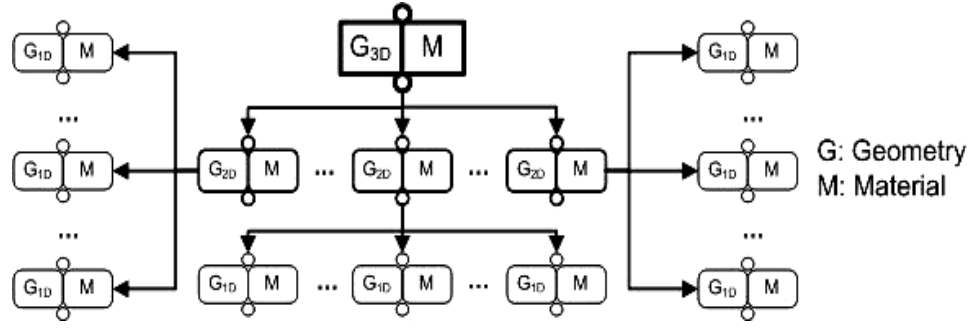 G3D M
G1D M
G1D M
... ...
G1D M
G2D M
...
G2D M
...
G2D M
G1D M
G: Geometry
M: Material
... ...
G1D M
G1D M
...
G1D M
...
G1D M
G1D M